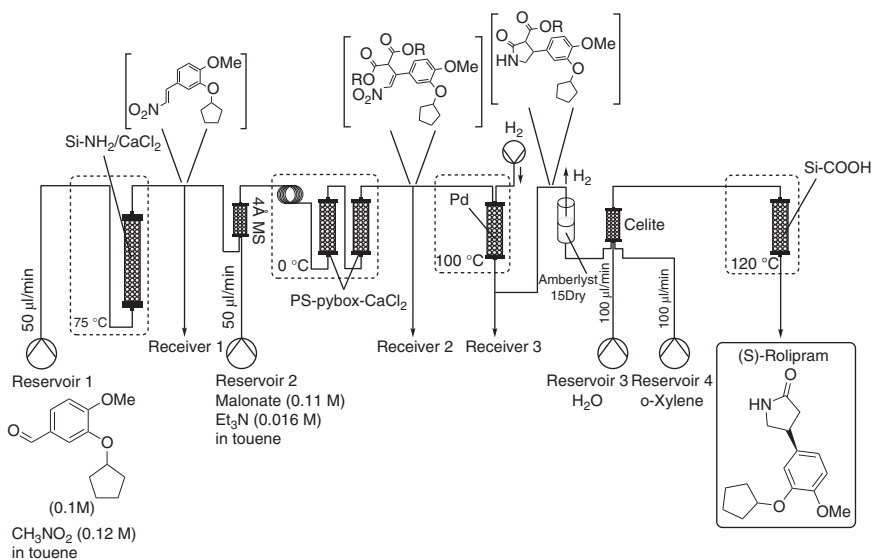 OMe
O₂N
O
Si-NH₂/CaCl₂
O
OR
O
RO
OMe
O₂N
O
O
OR
O
HN
OMe
O
H₂
H₂
Si-COOH
4Å MS
Pd
Celite
0 °C
100 °C
120 °C
75 °C
PS-pybox-CaCl₂
Amberlyst
15Dry
50 µl/min
50 µl/min
100 µl/min
100 µl/min
Receiver 1
Receiver 2
Receiver 3
Reservoir 1
Reservoir 2
Malonate (0.11 M)
Et₃N (0.016 M)
in touene
Reservoir 3
H₂O
Reservoir 4
o-Xylene
O
OMe
O
(0.1M)
CH₃NO₂ (0.12 M)
in touene
(S)-Rolipram
O
HN
O
OMe